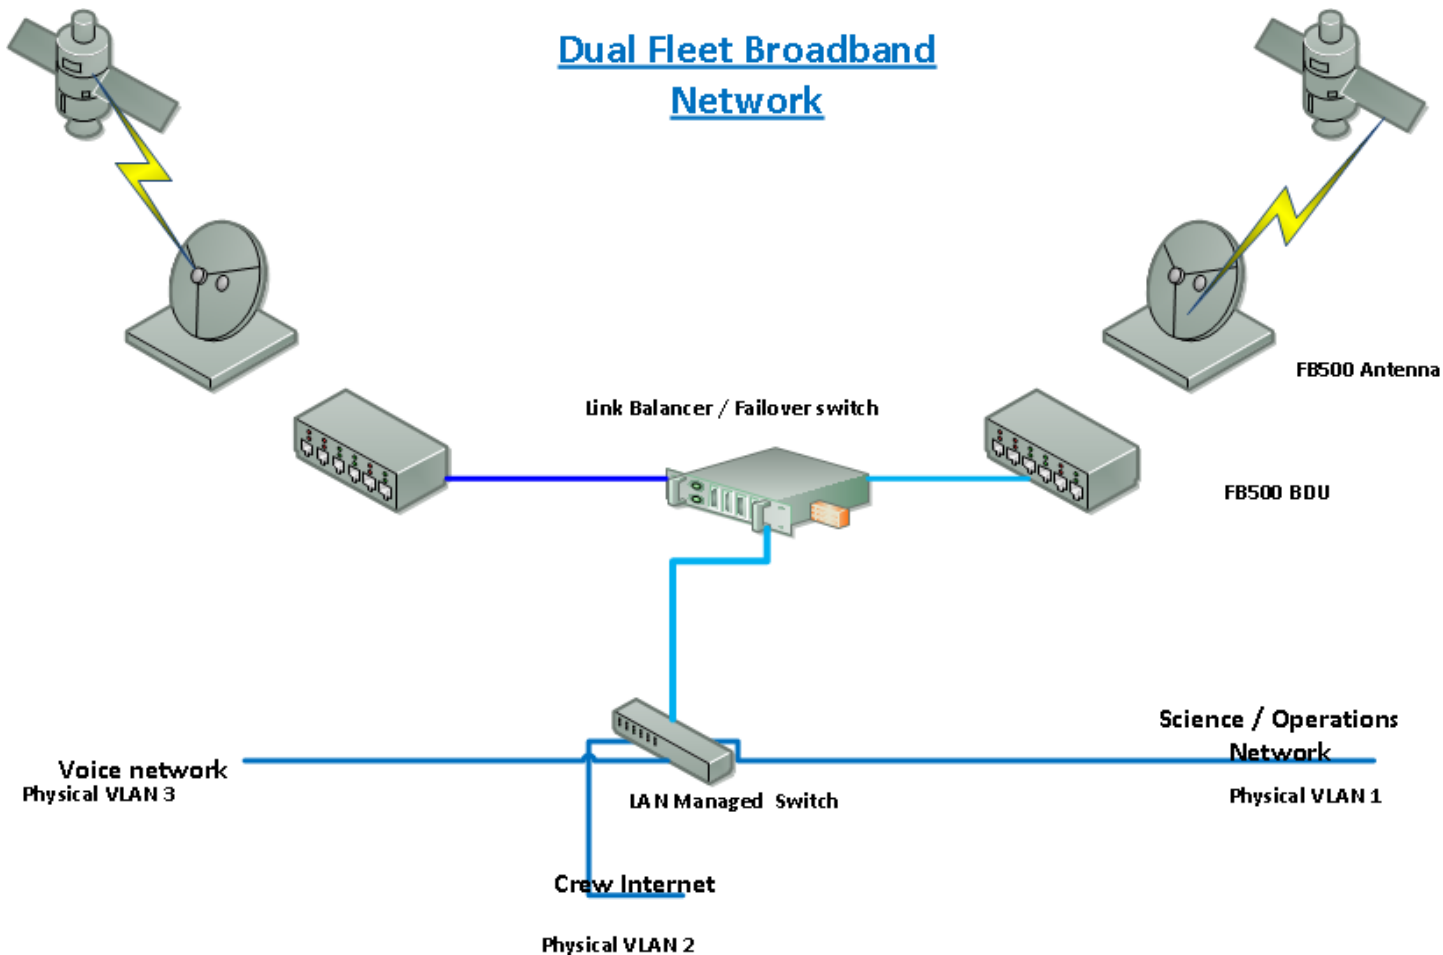 Dual Fleet Broadband
Network
FB500 Antenna
Link Balancer / Failover switch
FB500 BDU
Science / Operations
Network
Voice network
Physical VLAN 3
LAN Managed Switch
Physical VLAN 1
Crew Internet
Physical VLAN 2